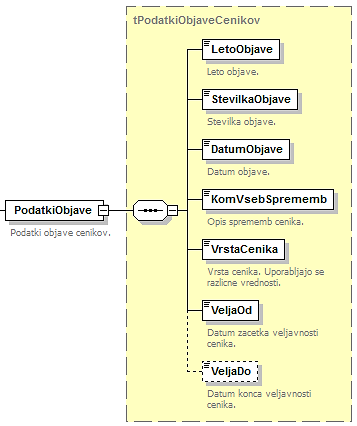 tPodatkiObjaveCenikov
LetoObjave
Leto objave.
StevilkaObjave
Stevilka objave.
DatumObjave
Datum objave.
KomVsebSprememb
Opis sprememb cenika.
PodatkiObjave
Podatki objave cenikov.
VrstaCenika
Vrsta cenika. Uporabljajo se
razlicne vrednosti.
VeljaOd
Datum zacetka veljavnosti
cenika.
VeljaDo
Datum konca veljavnosti
cenika.